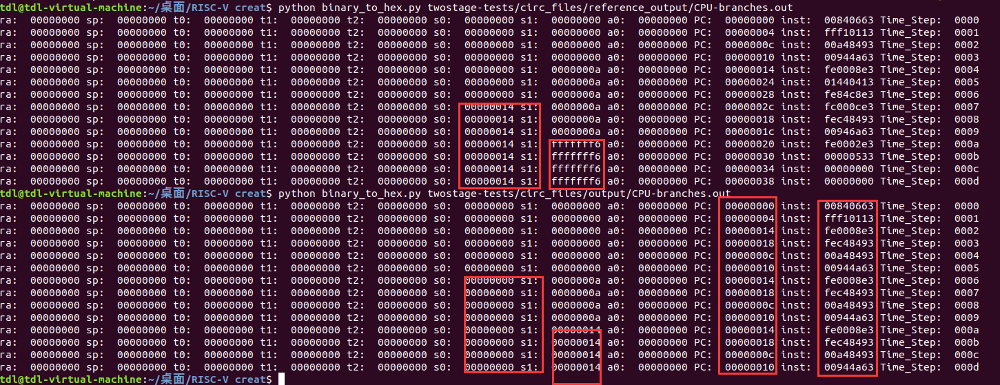 tdl@tdl-virtual-machine:~/桌面/RISC-V creat$ python binary_to_hex.py twostage-tests/circ_files/reference_output/CPU-branches.out
ra:  00000000 sp:  00000000 t0:  00000000 t1:  00000000 t2:  00000000 s0:  00000000 s1:  00000000 a0:  00000000 PC:  00000000 inst:  00840663 Time_Step:  0000
ra:  00000000 sp:  00000000 t0:  00000000 t1:  00000000 t2:  00000000 s0:  00000000 s1:  00000000 a0:  00000000 PC:  00000004 inst:  fff10113 Time_Step:  0001
ra:  00000000 sp:  00000000 t0:  00000000 t1:  00000000 t2:  00000000 s0:  00000000 s1:  00000000 a0:  00000000 PC:  0000000c inst:  00a48493 Time_Step:  0002
ra:  00000000 sp:  00000000 t0:  00000000 t1:  00000000 t2:  00000000 s0:  00000000 s1:  00000000 a0:  00000000 PC:  00000010 inst:  00944a63 Time_Step:  0003
ra:  00000000 sp:  00000000 t0:  00000000 t1:  00000000 t2:  00000000 s0:  00000000 s1:  0000000a a0:  00000000 PC:  00000014 inst:  fe0008e3 Time_Step:  0004
ra:  00000000 sp:  00000000 t0:  00000000 t1:  00000000 t2:  00000000 s0:  00000000 s1:  0000000a a0:  00000000 PC:  00000024 inst:  01440413 Time_Step:  0005
ra:  00000000 sp:  00000000 t0:  00000000 t1:  00000000 t2:  00000000 s0:  00000000 s1:  0000000a a0:  00000000 PC:  00000028 inst:  fe84c8e3 Time_Step:  0006
ra:  00000000 sp:  00000000 t0:  00000000 t1:  00000000 t2:  00000000 s0:  00000014 s1:  0000000a a0:  00000000 PC:  0000002c inst:  fc000ce3 Time_Step:  0007
ra:  00000000 sp:  00000000 t0:  00000000 t1:  00000000 t2:  00000000 s0:  00000014 s1:  0000000a a0:  00000000 PC:  00000018 inst:  fec48493 Time_Step:  0008
ra:  00000000 sp:  00000000 t0:  00000000 t1:  00000000 t2:  00000000 s0:  00000014 s1:  0000000a a0:  00000000 PC:  0000001c inst:  00946a63 Time_Step:  0009
ra:  00000000 sp:  00000000 t0:  00000000 t1:  00000000 t2:  00000000 s0:  00000014 s1:  fffffff6 a0:  00000000 PC:  00000020 inst:  fe0002e3 Time_Step:  000a
ra:  00000000 sp:  00000000 t0:  00000000 t1:  00000000 t2:  00000000 s0:  00000014 s1:  fffffff6 a0:  00000000 PC:  00000030 inst:  00000533 Time_Step:  000b
ra:  00000000 sp:  00000000 t0:  00000000 t1:  00000000 t2:  00000000 s0:  00000014 s1:  fffffff6 a0:  00000000 PC:  00000034 inst:  00000000 Time_Step:  000c
ra:  00000000 sp:  00000000 t0:  00000000 t1:  00000000 t2:  00000000 s0:  00000014 s1:  fffffff6 a0:  00000000 PC:  00000038 inst:  00000000 Time_Step:  000d
tdl@tdl-virtual-machine:~/桌面/RISC-V creat$ python binary_to_hex.py twostage-tests/circ_files/output/CPU-branches.out
ra:  00000000 sp:  00000000 t0:  00000000 t1:  00000000 t2:  00000000 s0:  00000000 s1:  00000000 a0:  00000000 PC:  00000000 inst:  00840663 Time_Step:  0000
ra:  00000000 sp:  00000000 t0:  00000000 t1:  00000000 t2:  00000000 s0:  00000000 s1:  00000000 a0:  00000000 PC:  00000004 inst:  fff10113 Time_Step:  0001
ra:  00000000 sp:  00000000 t0:  00000000 t1:  00000000 t2:  00000000 s0:  00000000 s1:  00000000 a0:  00000000 PC:  00000014 inst:  fe0008e3 Time_Step:  0002
ra:  00000000 sp:  00000000 t0:  00000000 t1:  00000000 t2:  00000000 s0:  00000000 s1:  00000000 a0:  00000000 PC:  00000018 inst:  fec48493 Time_Step:  0003
ra:  00000000 sp:  00000000 t0:  00000000 t1:  00000000 t2:  00000000 s0:  00000000 s1:  00000000 a0:  00000000 PC:  0000000c inst:  00a48493 Time_Step:  0004
ra:  00000000 sp:  00000000 t0:  00000000 t1:  00000000 t2:  00000000 s0:  00000000 s1:  00000000 a0:  00000000 PC:  00000010 inst:  00944a63 Time_Step:  0005
ra:  00000000 sp:  00000000 t0:  00000000 t1:  00000000 t2:  00000000 s0:  00000000 s1:  0000000a a0:  00000000 PC:  00000014 inst:  fe0008e3 Time_Step:  0006
ra:  00000000 sp:  00000000 t0:  00000000 t1:  00000000 t2:  00000000 s0:  00000000 s1:  0000000a a0:  00000000 PC:  00000018 inst:  fec48493 Time_Step:  0007
ra:  00000000 sp:  00000000 t0:  00000000 t1:  00000000 t2:  00000000 s0:  00000000 s1:  0000000a a0:  00000000 PC:  0000000c inst:  00a48493 Time_Step:  0008
ra:  00000000 sp:  00000000 t0:  00000000 t1:  00000000 t2:  00000000 s0:  00000000 s1:  0000000a a0:  00000000 PC:  00000010 inst:  00944a63 Time_Step:  0009
ra:  00000000 sp:  00000000 t0:  00000000 t1:  00000000 t2:  00000000 s0:  00000000 s1:  00000014 a0:  00000000 PC:  00000014 inst:  fe0008e3 Time_Step:  000a
ra:  00000000 sp:  00000000 t0:  00000000 t1:  00000000 t2:  00000000 s0:  00000000 s1:  00000014 a0:  00000000 PC:  00000018 inst:  fec48493 Time_Step:  000b
ra:  00000000 sp:  00000000 t0:  00000000 t1:  00000000 t2:  00000000 s0:  00000000 s1:  00000014 a0:  00000000 PC:  0000000c inst:  00a48493 Time_Step:  000c
ra:  00000000 sp:  00000000 t0:  00000000 t1:  00000000 t2:  00000000 s0:  00000000 s1:  00000014 a0:  00000000 PC:  00000010 inst:  00944a63 Time_Step:  000d
tdl@tdl-virtual-machine:~/桌面/RISC-V creat$